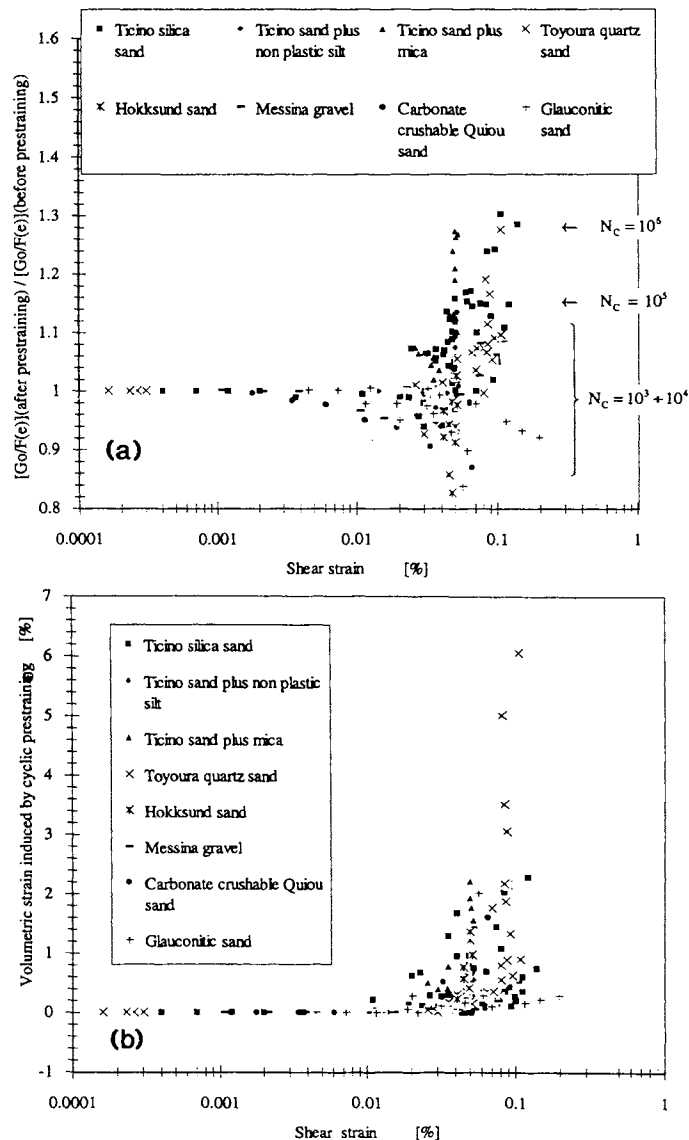 [Go/F(e)](after prestraining) / [Go/F(e)](before prestraining)
1.6
1.5
1.4
1.3
1.2
1.1
1
0.9
0.8
Ticino silica sand
Ticino sand plus non plastic silt
Ticino sand plus mica
Toyoura quartz sand
Hokksund sand
Messina gravel
Carbonate crushable Quiou sand
Glauconitic sand
← N_C = 10^6
← N_C = 10^5
N_C = 10^3 ÷ 10^4
(a)
0.0001
0.001
0.01
0.1
1
Shear strain [%]
Volumetric strain induced by cyclic prestraining [%]
7
6
5
4
3
2
1
0
-1
Ticino silica sand
Ticino sand plus non plastic silt
Ticino sand plus mica
Toyoura quartz sand
Hokksund sand
Messina gravel
Carbonate crushable Quiou sand
Glauconitic sand
(b)
0.0001
0.001
0.01
0.1
1
Shear strain [%]